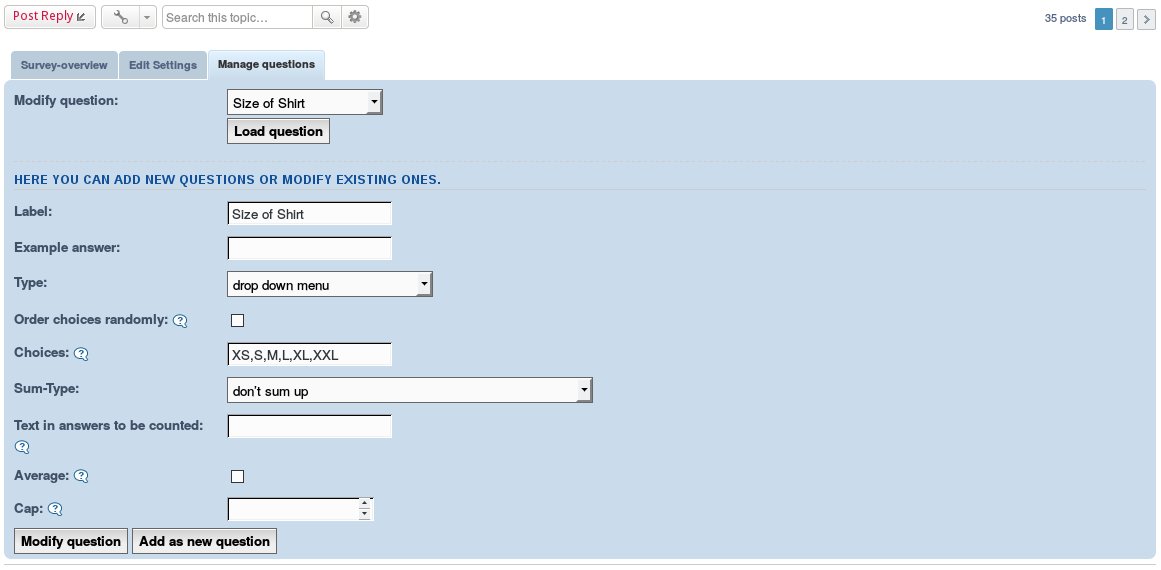 Post Reply
Search this topic…
35 posts 1 2
Survey-overview Edit Settings Manage questions
Modify question: Size of Shirt
Load question
HERE YOU CAN ADD NEW QUESTIONS OR MODIFY EXISTING ONES.
Label: Size of Shirt
Example answer:
Type: drop down menu
Order choices randomly: ?
Choices: ? XS,S,M,L,XL,XXL
Sum-Type: don't sum up
Text in answers to be counted:
?
Average: ?
Cap: ?
Modify question Add as new question